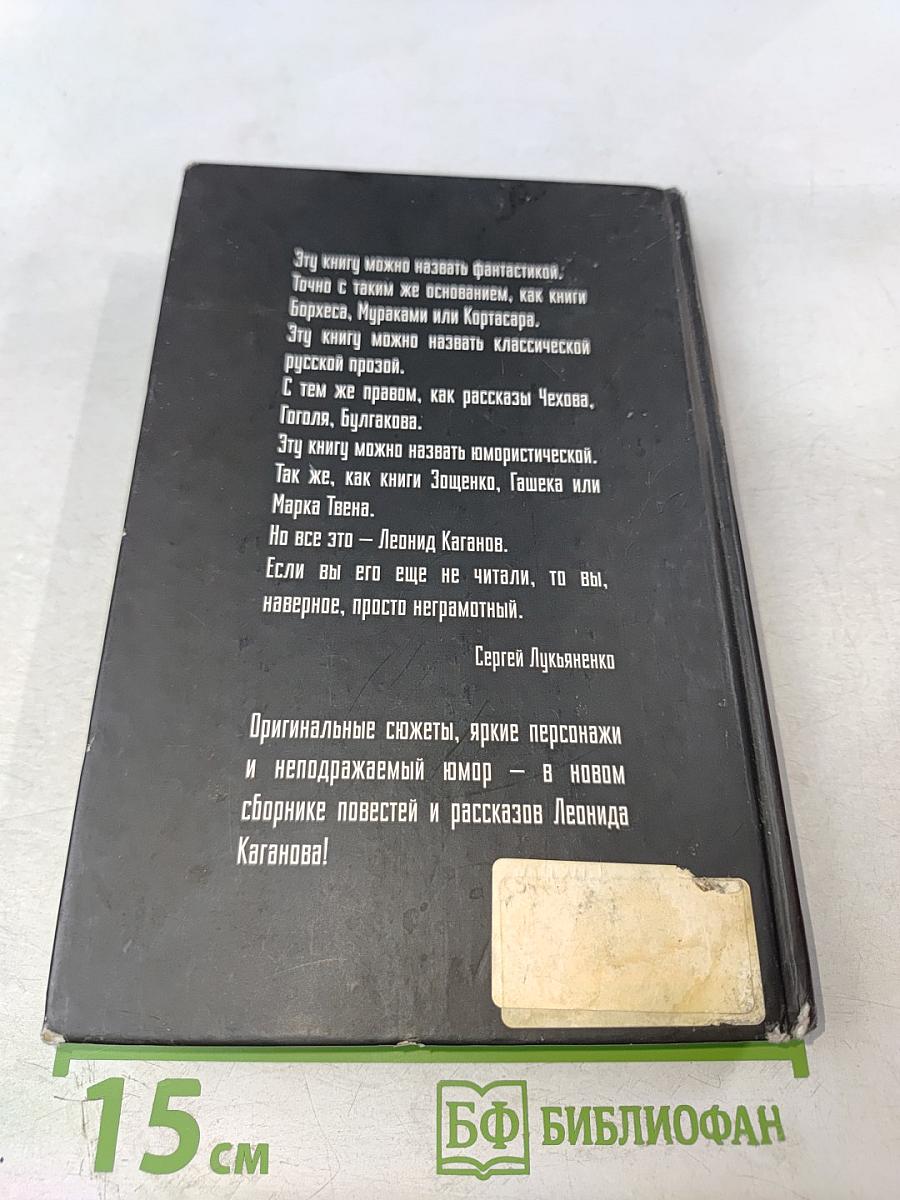 Эту книгу можно назвать фантастикой.
Точно с таким же основанием, как книги
Борхеса, Мураками или Кортасара.
Эту книгу можно назвать классической
русской прозой.
С тем же правом, как рассказы Чехова,
Гоголя, Булгакова.
Эту книгу можно назвать юмористической.
Так же, как книги Зощенко, Гашека или
Марка Твена.
Но все это – Леонид Каганов.
Если вы его еще не читали, то вы,
наверное, просто неграмотный.
Сергей Лукьяненко
Оригинальные сюжеты, яркие персонажи
и неподражаемый юмор – в новом
сборнике повестей и рассказов Леонида
Каганова!
15 см
БФ БИБЛИОФАН